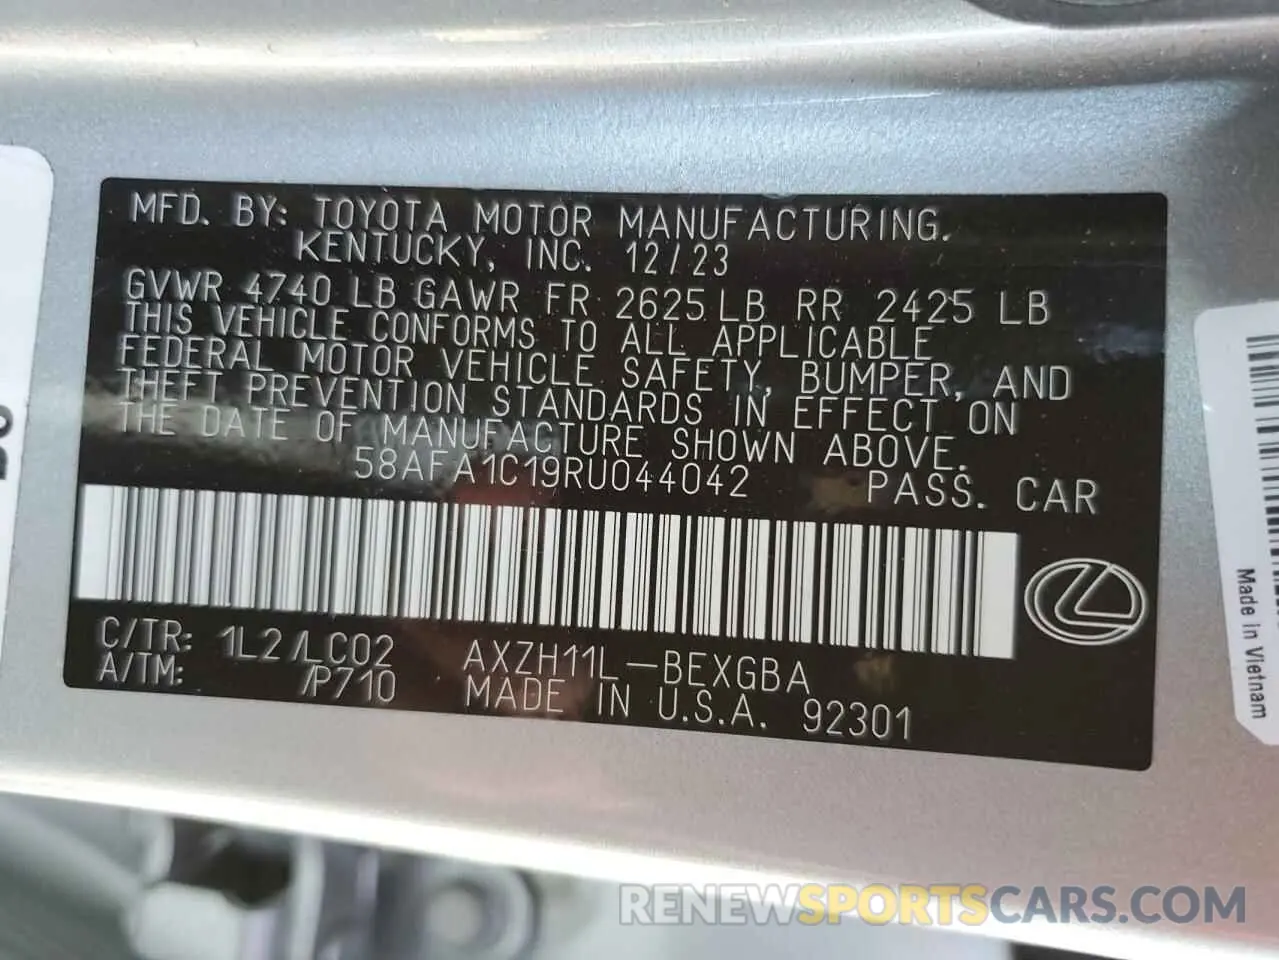 MFD. BY: TOYOTA MOTOR MANUFACTURING.
KENTUCKY, INC. 12/23
GVWR 4740 LB GAWR FR 2625 LB RR 2425 LB
THIS VEHICLE CONFORMS TO ALL APPLICABLE
FEDERAL MOTOR VEHICLE SAFETY, BUMPER, AND
THEFT PREVENTION STANDARDS IN EFFECT ON
THE DATE OF MANUFACTURE SHOWN ABOVE.
58AFA1C19RU044042 PASS. CAR
C/TR: 1L2/LC02 AXZH11L-BEXGBA
A/TM: /P710 MADE IN U.S.A. 92301
Made in Vietnam
RENEWSPORTSCARS.COM